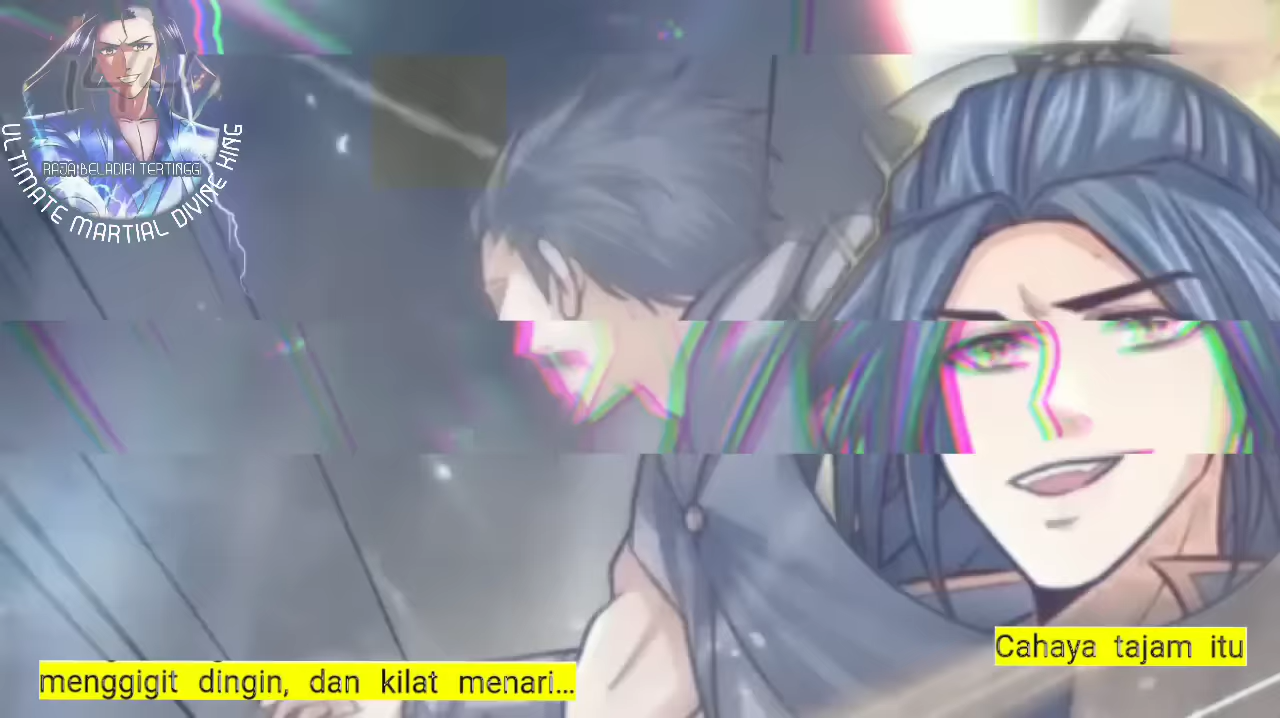 RAJA BELADIRI TERTINGGI
ULTIMATE MARTIAL DIVINE KING
Cahaya tajam itu
menggigit dingin, dan kilat menari...